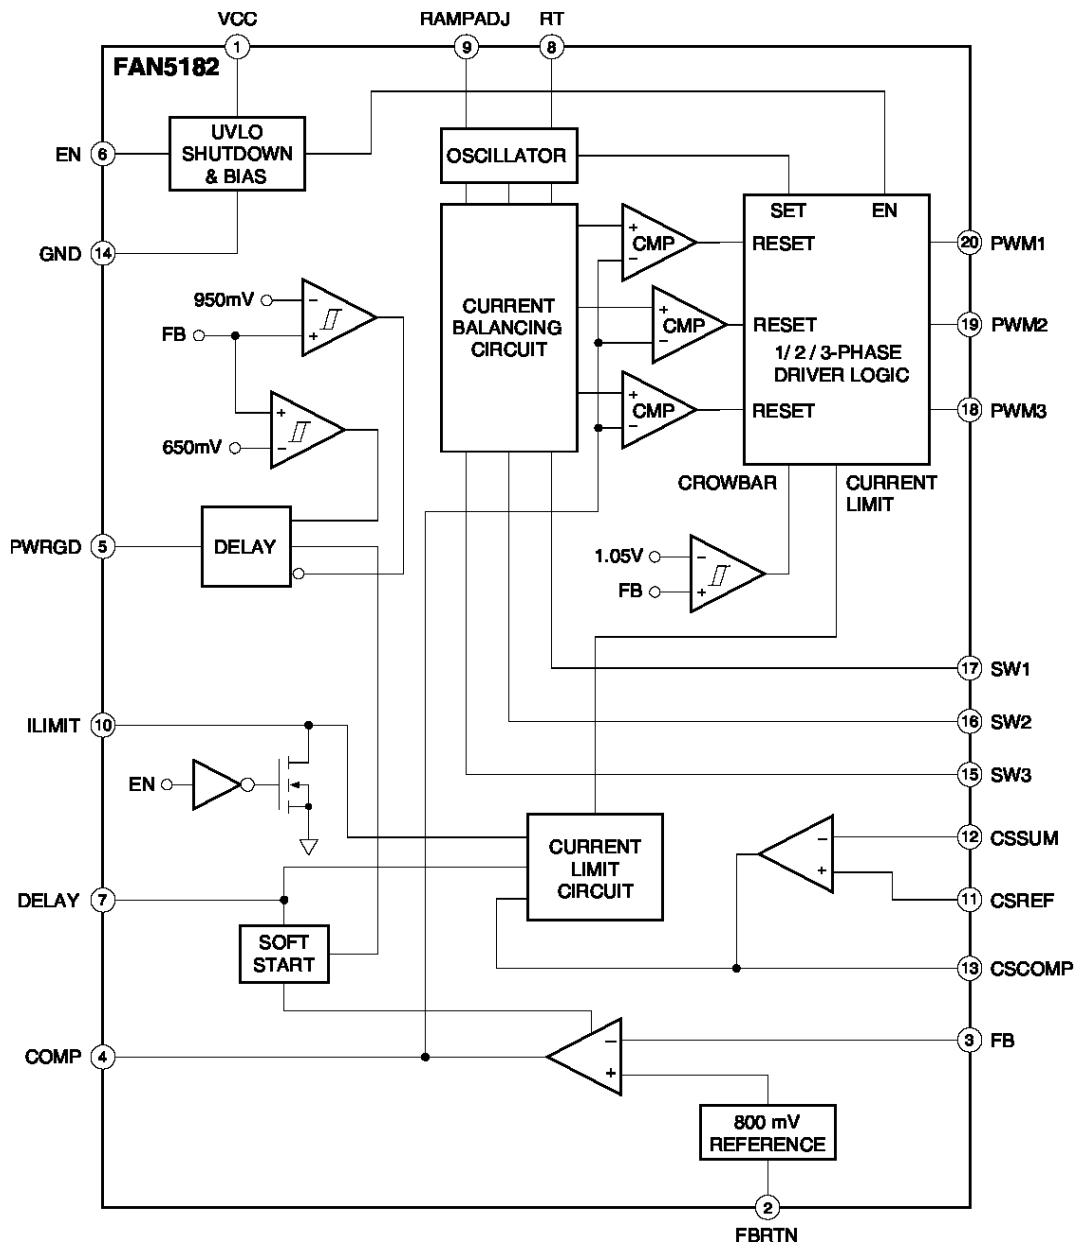 VCC
RAMPADJ
RT
1
9
8
FAN5182
EN
6
UVLO
SHUTDOWN
& BIAS
OSCILLATOR
GND
14
SET
EN
+
CMP
−
RESET
20
PWM1
950mV
−
+
FB
CURRENT
BALANCING
CIRCUIT
+
CMP
−
RESET
19
PWM2
1/ 2 / 3-PHASE
DRIVER LOGIC
+
−
650mV
+
CMP
−
RESET
18
PWM3
CROWBAR
CURRENT
LIMIT
PWRGD
5
DELAY
1.05V
−
FB
+
17
SW1
ILIMIT
10
16
SW2
EN
15
SW3
CURRENT
LIMIT
CIRCUIT
−
12
CSSUM
+
11
CSREF
DELAY
7
SOFT
START
13
CSCOMP
COMP
4
−
+
3
FB
800 mV
REFERENCE
2
FBRTN